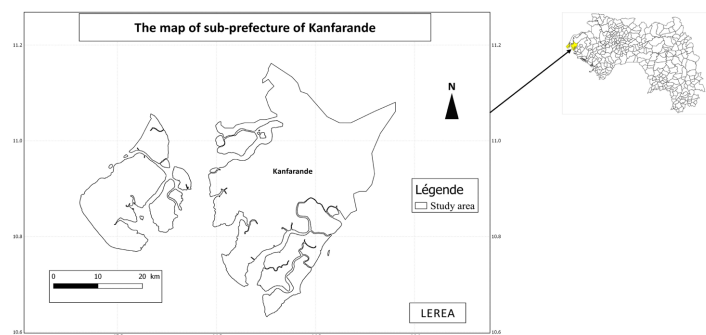 The map of sub-prefecture of Kanfarande
11.2
11.2
N
11.0
11.0
Kanfarande
Légende
Study area
10.8
10.8
0 10 20 km
LEREA
10.6
10.6